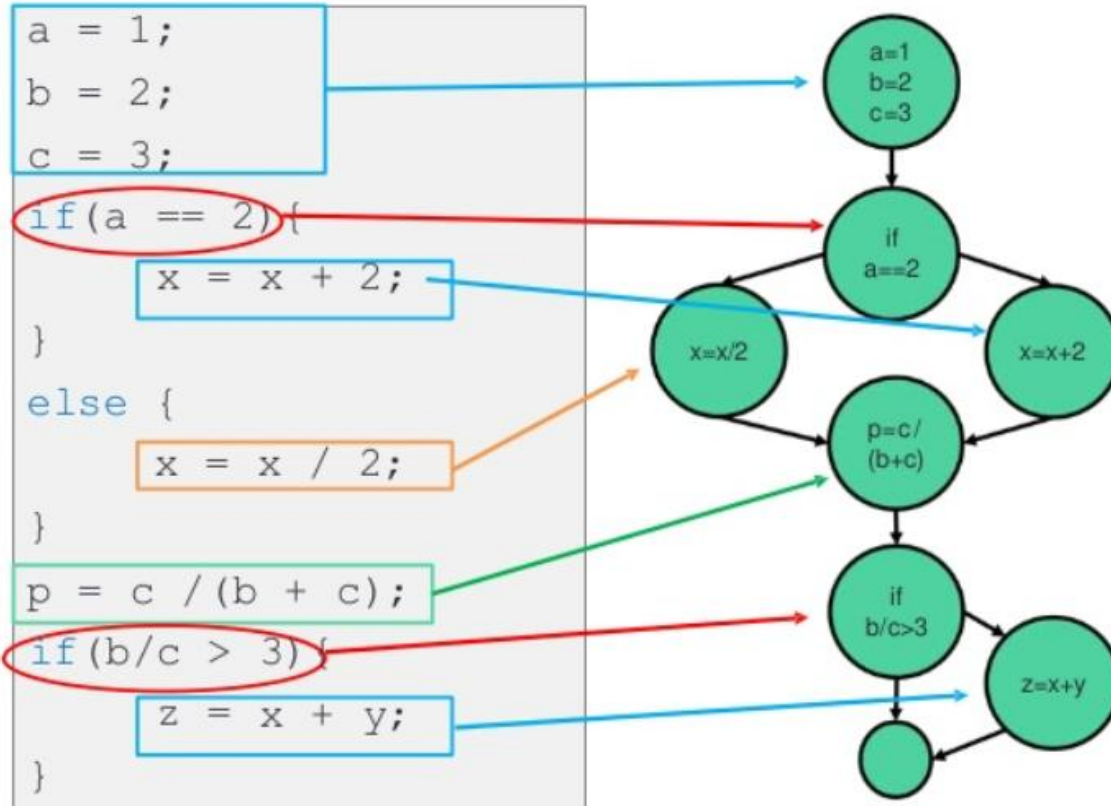 a = 1;
b = 2;
c = 3;
if(a == 2){
x = x + 2;
}
else {
x = x / 2;
}
p = c /(b + c);
if(b/c > 3){
z = x + y;
}
a=1
b=2
c=3
if
a==2
x=x/2
x=x+2
p=c/
(b+c)
if
b/c>3
z=x+y